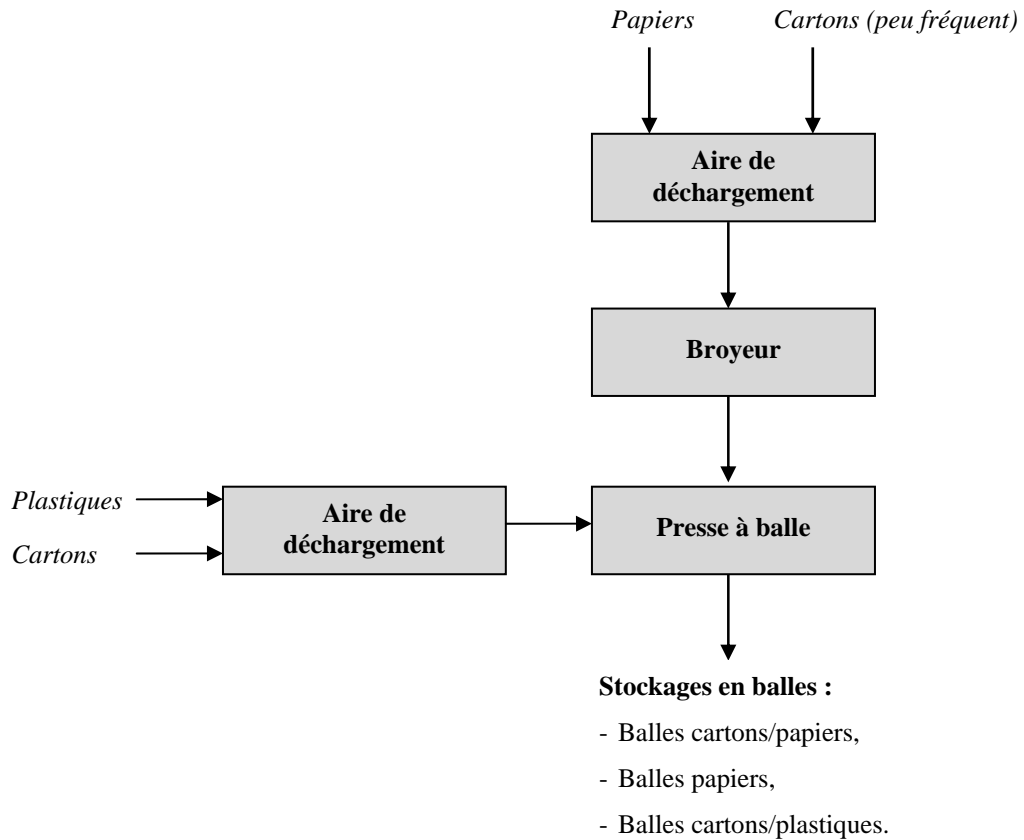 Papiers
Cartons (peu fréquent)
Aire de
déchargement
Broyeur
Plastiques
Cartons
Aire de
déchargement
Presse à balle
Stockages en balles :
- Balles cartons/papiers,
- Balles papiers,
- Balles cartons/plastiques.